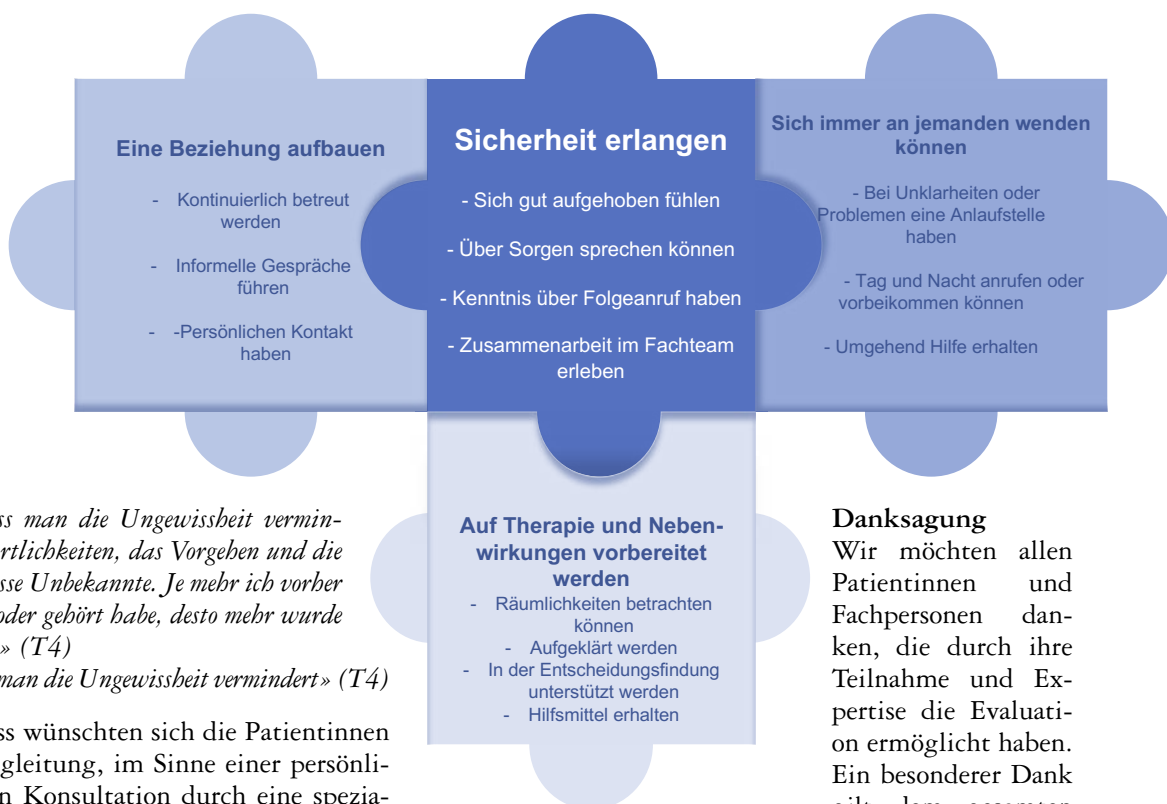 Eine Beziehung aufbauen
- Kontinuierlich betreut
werden
- Informelle Gespräche
führen
- -Persönlichen Kontakt
haben
Sicherheit erlangen
- Sich gut aufgehoben fühlen
- Über Sorgen sprechen können
- Kenntnis über Folgeanruf haben
- Zusammenarbeit im Fachteam
erleben
Sich immer an jemanden wenden
können
- Bei Unklarheiten oder
Problemen eine Anlaufstelle
haben
- Tag und Nacht anrufen oder
vorbeikommen können
- Umgehend Hilfe erhalten
Auf Therapie und Neben-
wirkungen vorbereitet
werden
- Räumlichkeiten betrachten
können
- Aufgeklärt werden
- In der Entscheidungsfindung
unterstützt werden
- Hilfsmittel erhalten
ss man die Ungewissheit vermin-
rtlichkeiten, das Vorgehen und die
sse Unbekannte. Je mehr ich vorher
oder gehört habe, desto mehr wurde
» (T4)
man die Ungewissheit vermindert» (T4)
ss wünschten sich die Patientinnen
gleitung, im Sinne einer persönli-
n Konsultation durch eine spezia-
Danksagung
Wir möchten allen
Patientinnen und
Fachpersonen dan-
ken, die durch ihre
Teilnahme und Ex-
pertise die Evaluati-
on ermöglicht haben.
Ein besonderer Dank
gilt dem gesamten